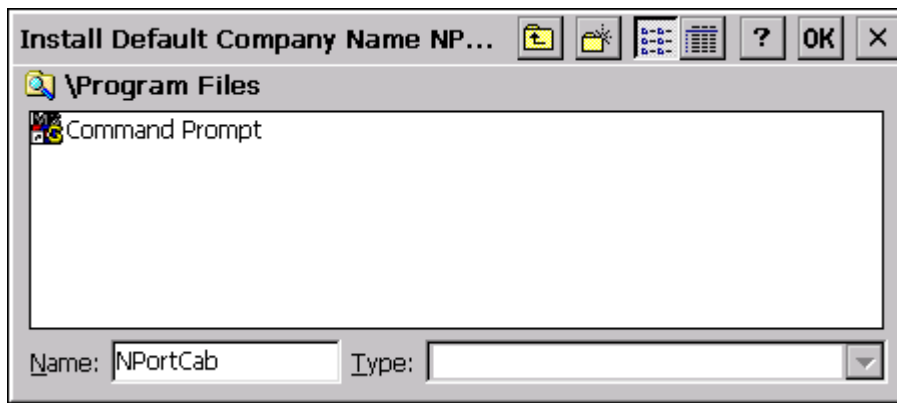 Install Default Company Name NP... ? OK ×
\Program Files
Command Prompt
Name: NPortCab Type: